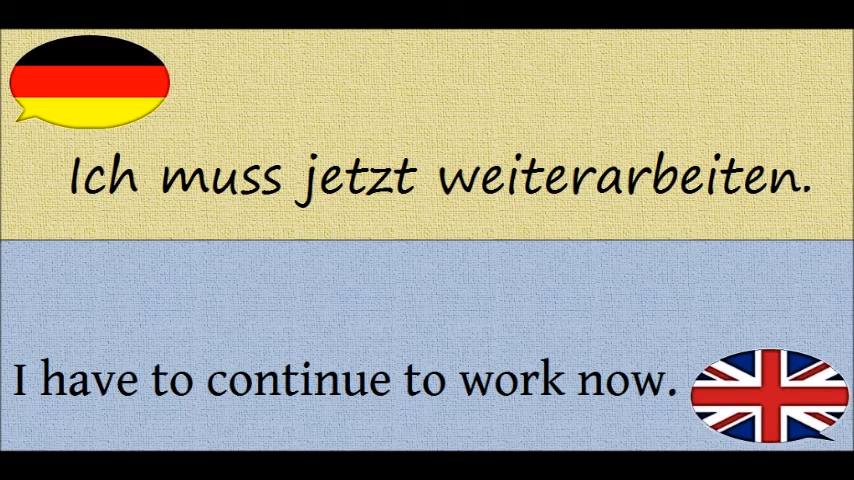 Ich muss jetzt weiterarbeiten.
I have to continue to work now.